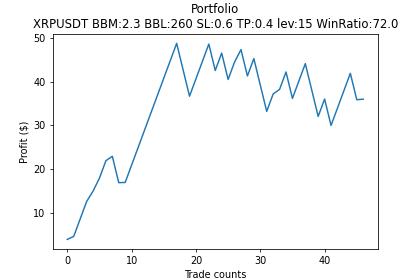 Portfolio
XRPUSDT BBM:2.3 BBL:260 SL:0.6 TP:0.4 lev:15 WinRatio:72.0
50
40
30
20
10
Profit ($)
0 10 20 30 40
Trade counts